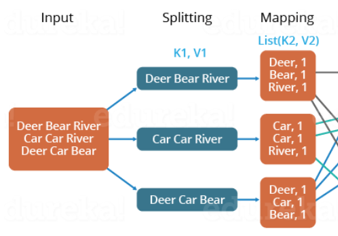 Input
Splitting
Mapping
K1, V1
List(K2, V2)
Deer Bear River
Car Car River
Deer Car Bear
Deer Bear River
Car Car River
Deer Car Bear
Deer, 1
Bear, 1
River, 1
Car, 1
Car, 1
River, 1
Deer, 1
Car, 1
Bear, 1